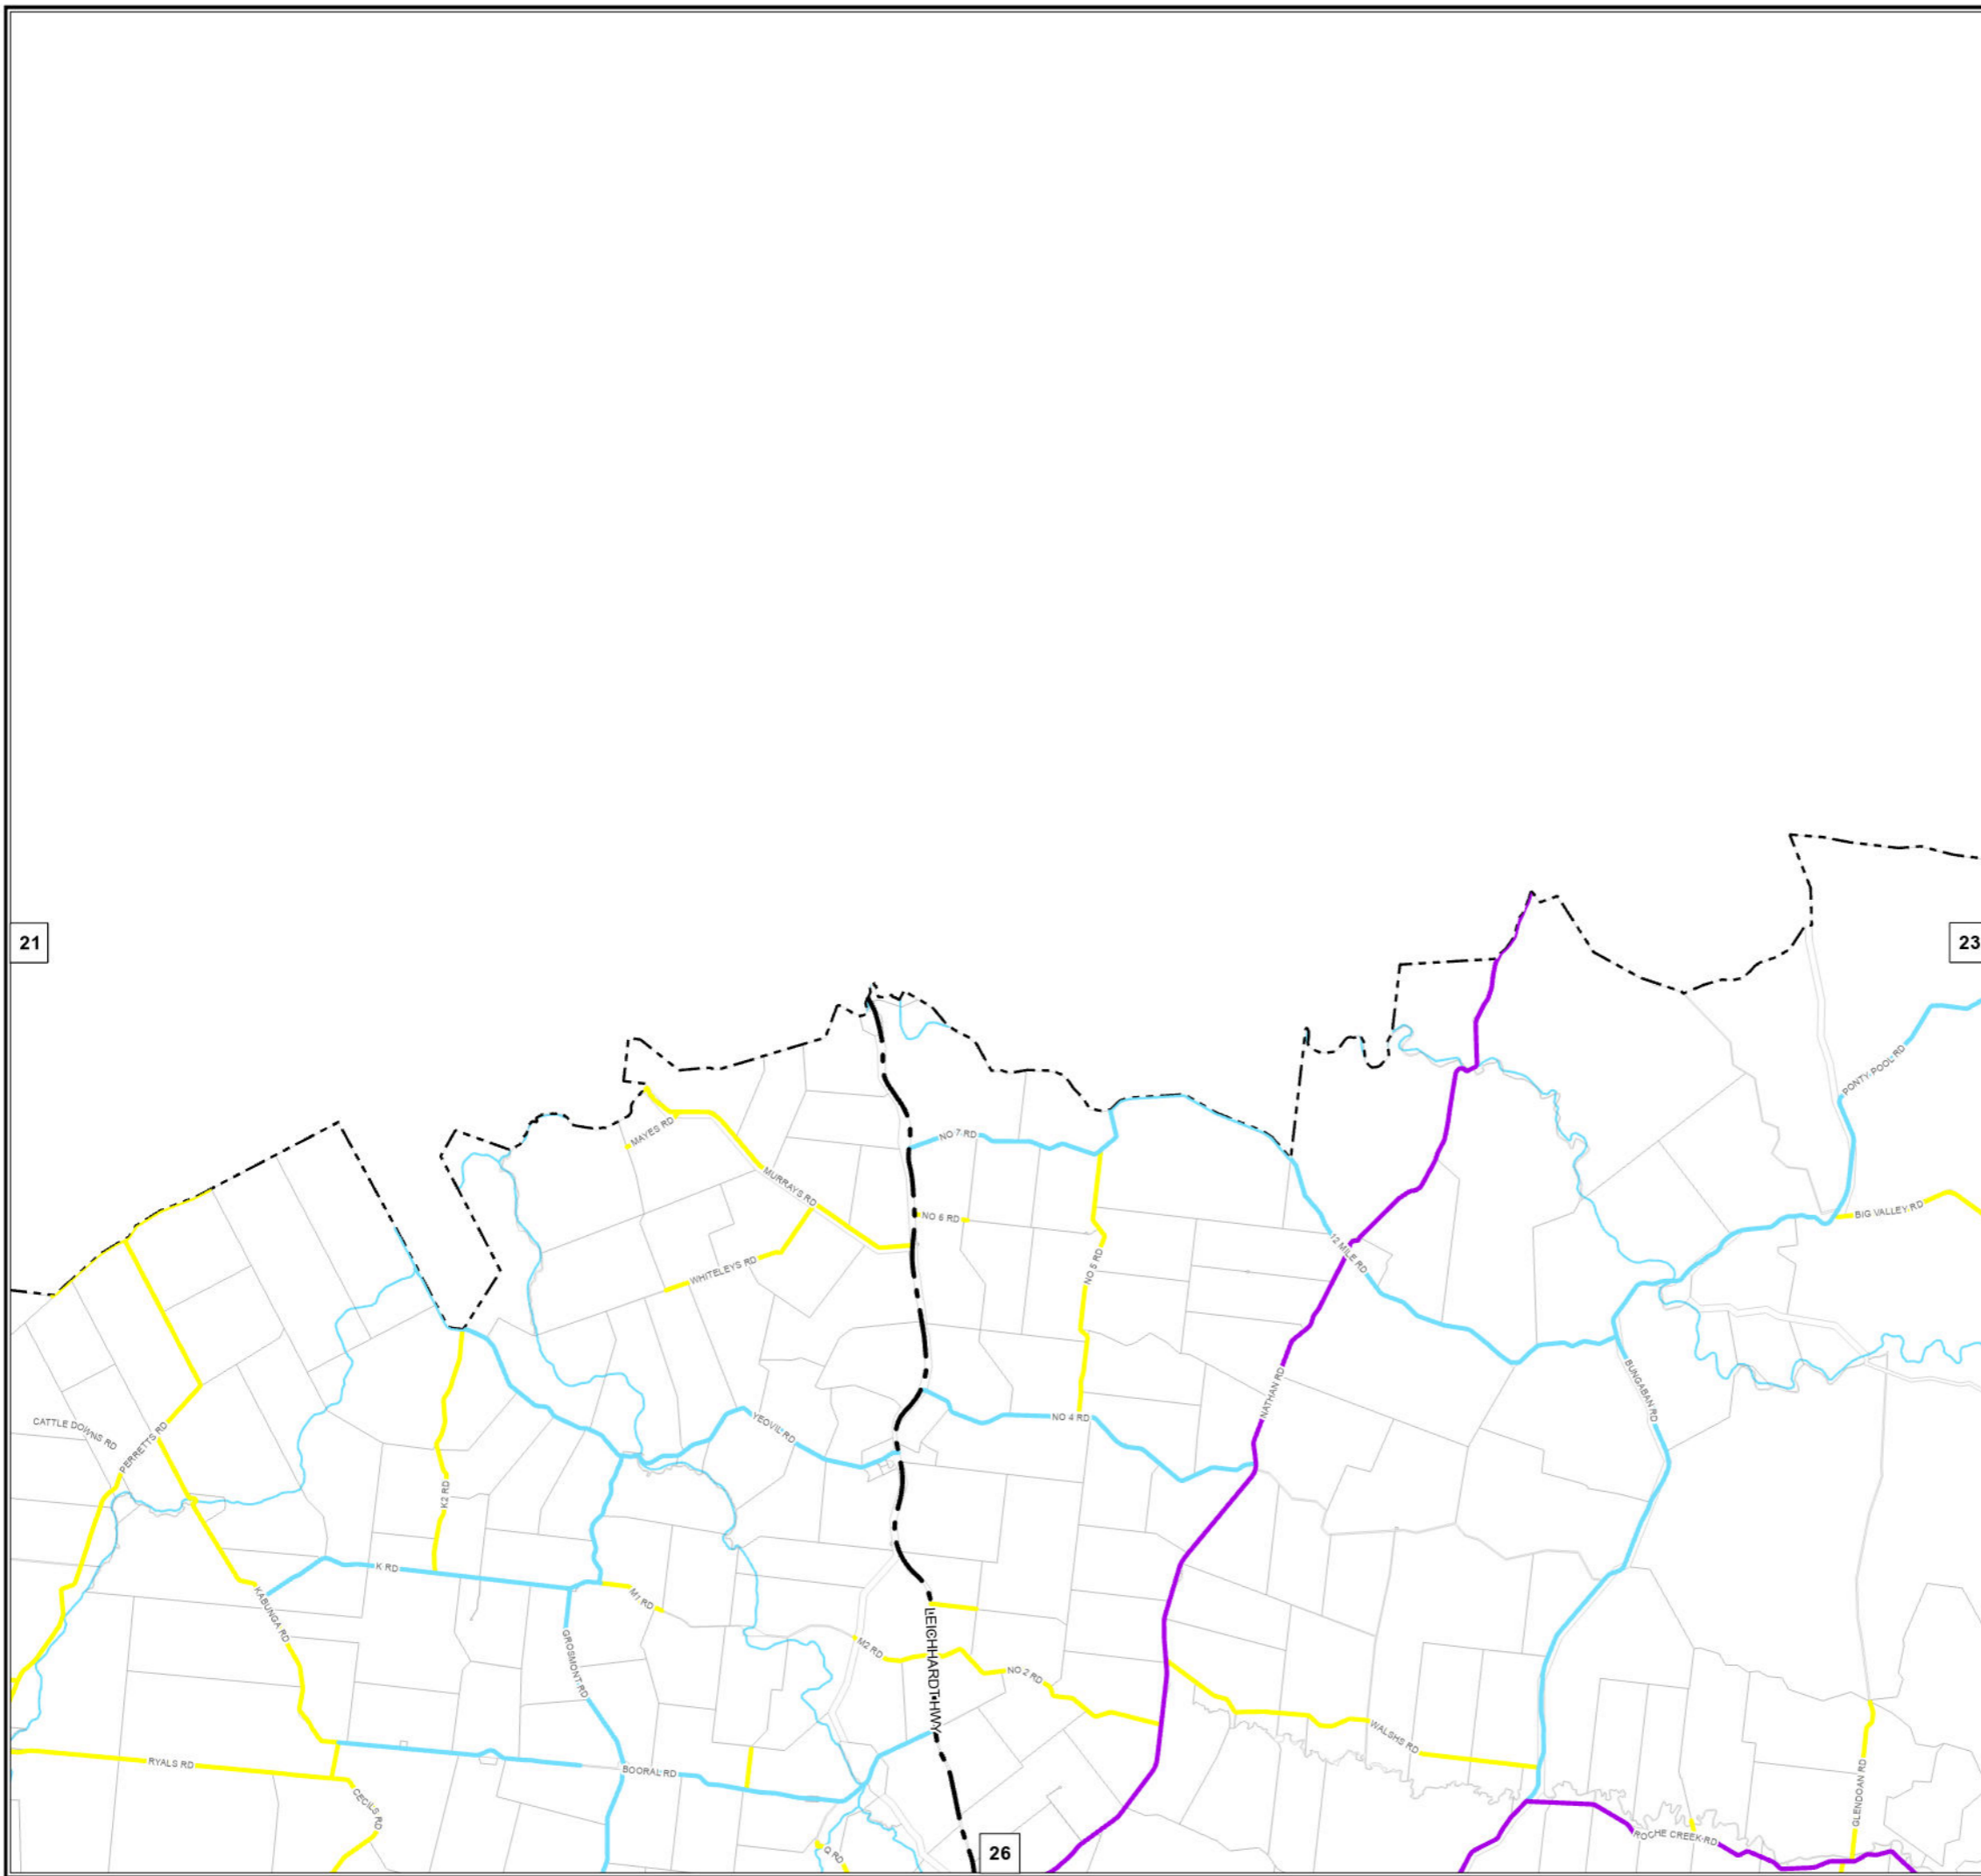 21
23
PONTY POOL RD
MAYES RD
NO 7 RD
MURRAYS RD
BIG VALLEY RD
NO 6 RD
12 MILE RD
WHITELEYS RD
NO 5 RD
NATHAN RD
BUNGABAN RD
CATTLE DOWNS RD
PERRETTS RD
YEOVIL RD
NO 4 RD
K2 RD
K RD
KABUNGA RD
M1 RD
GROSMONT RD
LEICHHARDT HWY
M2 RD
NO 2 RD
WALSHS RD
RYALS RD
BOORAL RD
CECILS RD
GLENDOAN RD
ROCHE CREEK RD
Q RD
26